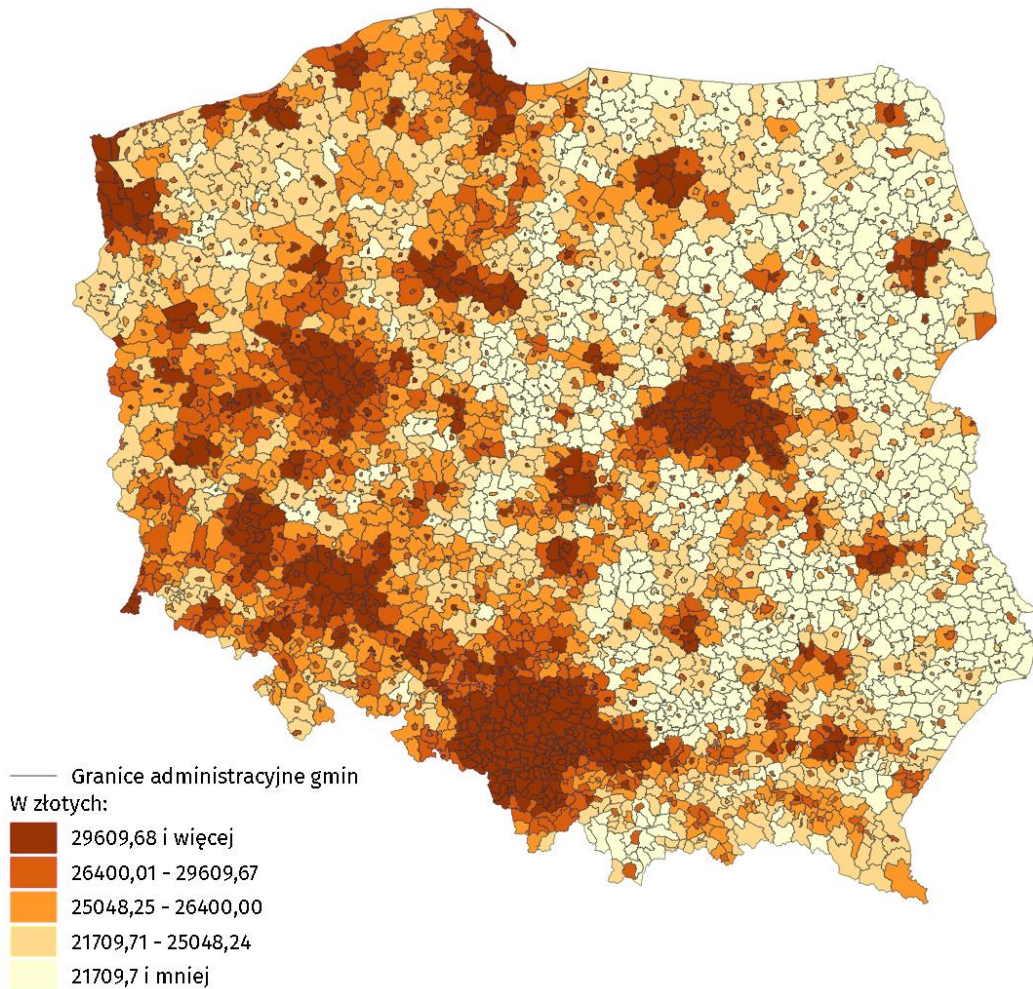 Granice administracyjne gmin
W złotych:
29609,68 i więcej
26400,01 - 29609,67
25048,25 - 26400,00
21709,71 - 25048,24
21709,7 i mniej